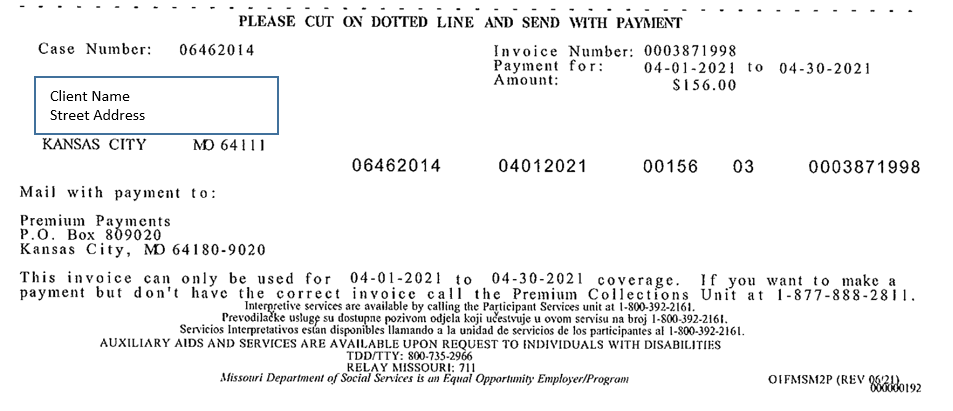 PLEASE CUT ON DOTTED LINE AND SEND WITH PAYMENT
Case Number: 06462014
Invoice Number: 0003871998
Payment for: 04-01-2021 to 04-30-2021
Amount: $156.00
Client Name
Street Address
KANSAS CITY MO 64111
06462014 04012021 00156 03 0003871998
Mail with payment to:
Premium Payments
P.O. Box 809020
Kansas City, MO 64180-9020
This invoice can only be used for 04-01-2021 to 04-30-2021 coverage. If you want to make a
payment but don't have the correct invoice call the Premium Collections Unit at 1-877-888-2811.
Interpretive services are available by calling the Participant Services unit at 1-800-392-2161.
Prevodilačke usluge su dostupne pozivom odjela koji učestvuje u ovom servisu na broj 1-800-392-2161.
Servicios Interpretativos están disponibles llamando a la unidad de servicios de los participantes al 1-800-392-2161.
AUXILIARY AIDS AND SERVICES ARE AVAILABLE UPON REQUEST TO INDIVIDUALS WITH DISABILITIES
TDD/TTY: 800-735-2966
RELAY MISSOURI: 711
Missouri Department of Social Services is an Equal Opportunity Employer/Program
O1FMSM2P (REV 06/21)
000000192